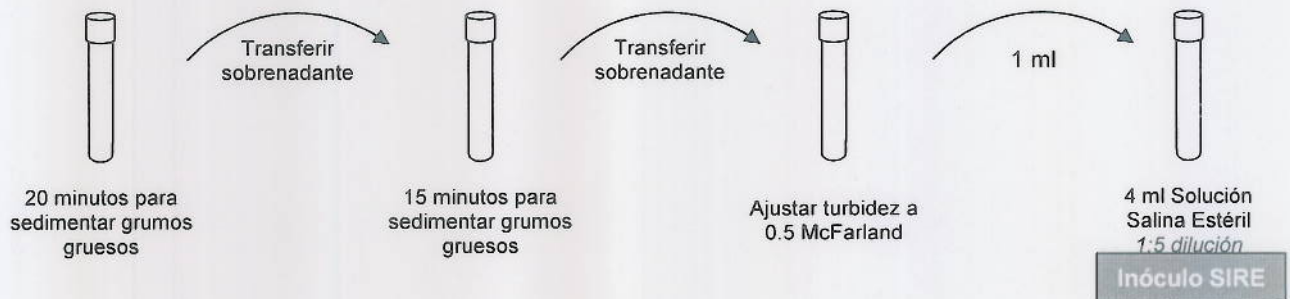 Transferir
sobrenadante
Transferir
sobrenadante
1 ml
20 minutos para
sedimentar grumos
gruesos
15 minutos para
sedimentar grumos
gruesos
Ajustar turbidez a
0.5 McFarland
4 ml Solución
Salina Estéril
1:5 dilución
Inóculo SIRE